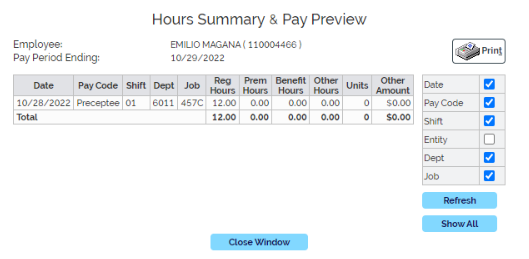 Hours Summary & Pay Preview
Employee: EMILIO MAGANA ( 110004466 )
Pay Period Ending: 10/29/2022
Print
Date Pay Code Shift Dept Job Reg Hours Prem Hours Benefit Hours Other Hours Units Other Amount
10/28/2022 Preceptee 01 6011 457C 12.00 0.00 0.00 0.00 0 $0.00
Total 12.00 0.00 0.00 0.00 0 $0.00
Date
Pay Code
Shift
Entity
Dept
Job
Refresh
Show All
Close Window